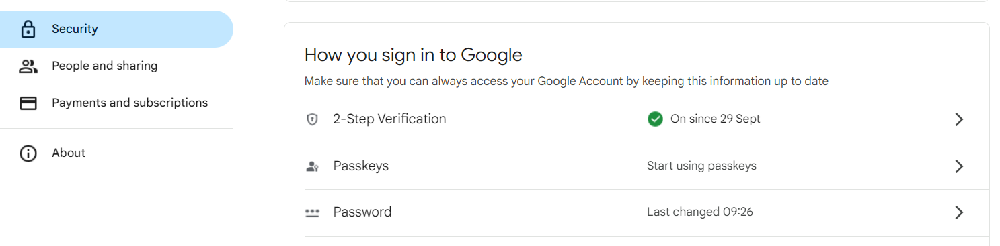 Security
People and sharing
Payments and subscriptions
About
How you sign in to Google
Make sure that you can always access your Google Account by keeping this information up to date
2-Step Verification
On since 29 Sept
Passkeys
Start using passkeys
Password
Last changed 09:26